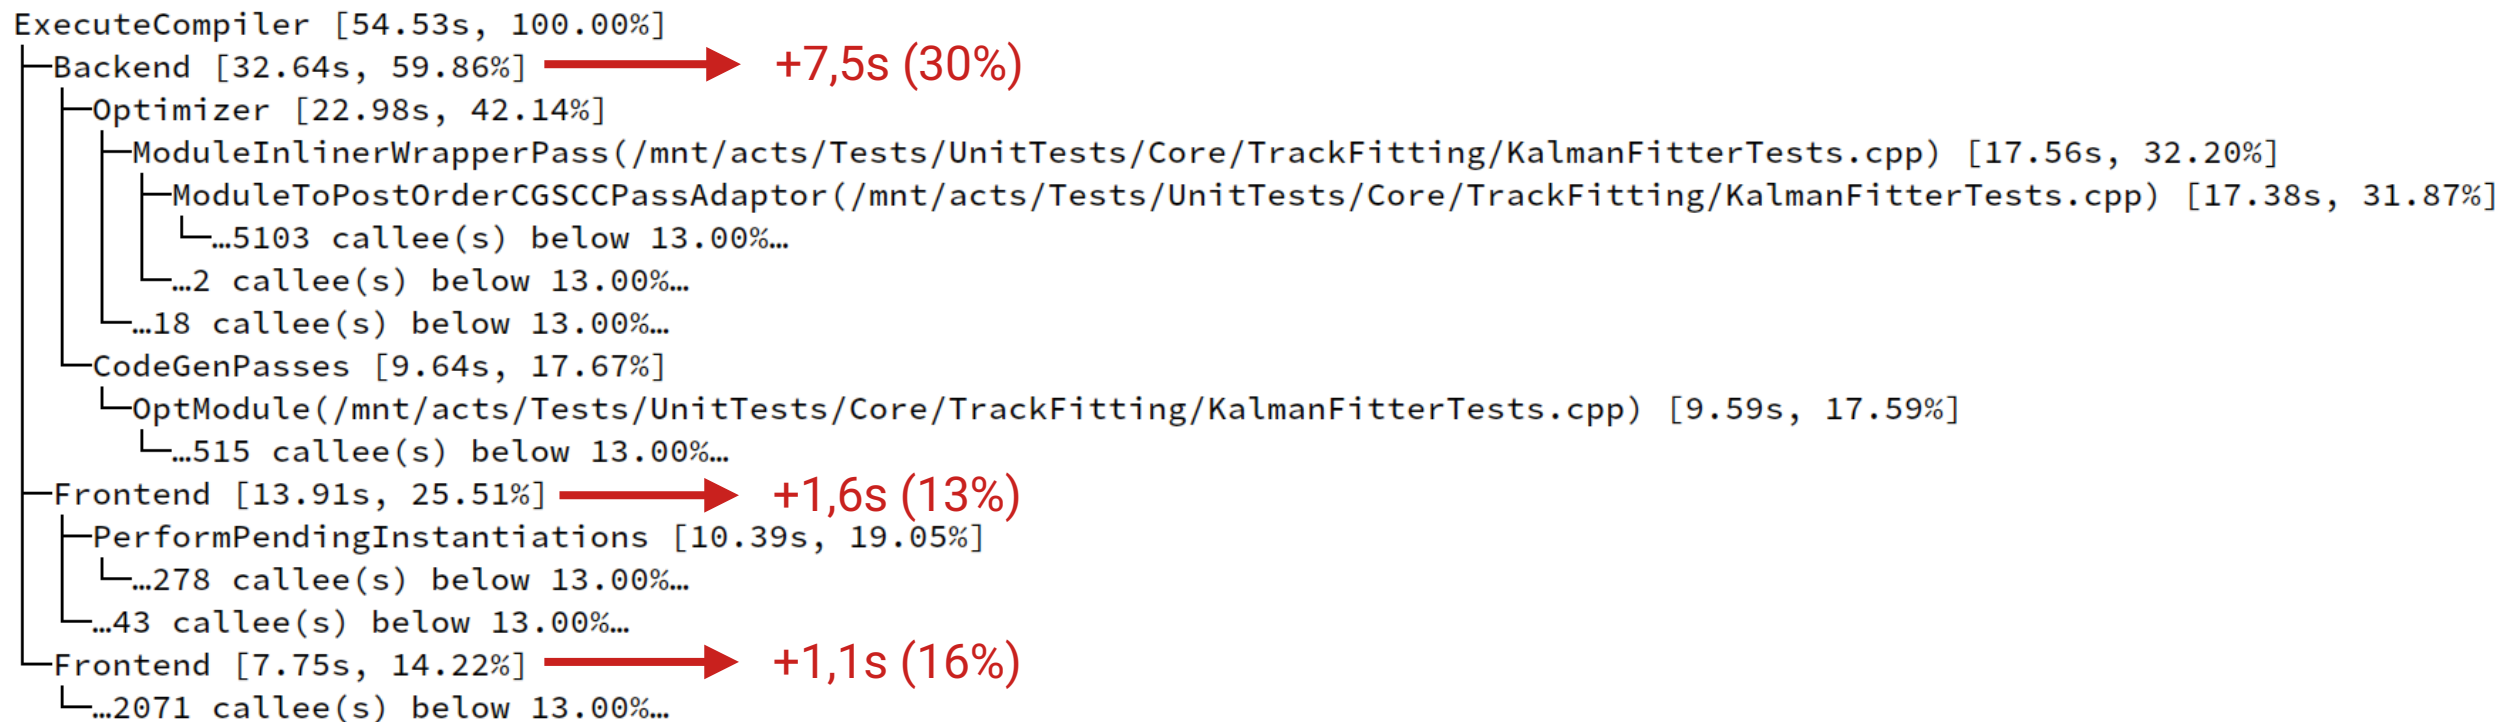 ExecuteCompiler [54.53s, 100.00%]
Backend [32.64s, 59.86%] +7,5s (30%)
Optimizer [22.98s, 42.14%]
ModuleInlinerWrapperPass(/mnt/acts/Tests/UnitTests/Core/TrackFitting/KalmanFitterTests.cpp) [17.56s, 32.20%]
ModuleToPostOrderCGSCCPassAdaptor(/mnt/acts/Tests/UnitTests/Core/TrackFitting/KalmanFitterTests.cpp) [17.38s, 31.87%]
…5103 callee(s) below 13.00%…
…2 callee(s) below 13.00%…
…18 callee(s) below 13.00%…
CodeGenPasses [9.64s, 17.67%]
OptModule(/mnt/acts/Tests/UnitTests/Core/TrackFitting/KalmanFitterTests.cpp) [9.59s, 17.59%]
…515 callee(s) below 13.00%…
Frontend [13.91s, 25.51%] +1,6s (13%)
PerformPendingInstantiations [10.39s, 19.05%]
…278 callee(s) below 13.00%…
…43 callee(s) below 13.00%…
Frontend [7.75s, 14.22%] +1,1s (16%)
…2071 callee(s) below 13.00%…